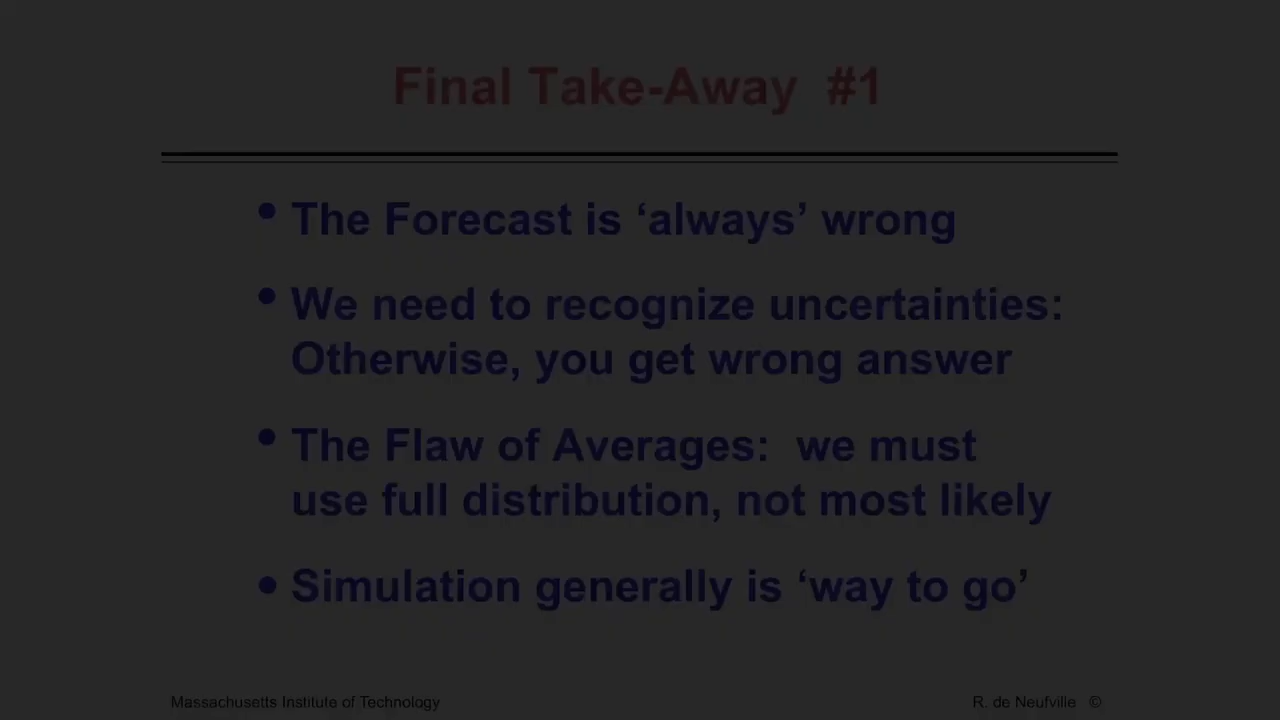 Final Take-Away #1
• The Forecast is ‘always’ wrong
• We need to recognize uncertainties:
Otherwise, you get wrong answer
• The Flaw of Averages: we must
use full distribution, not most likely
• Simulation generally is ‘way to go’
Massachusetts Institute of Technology
R. de Neufville ©